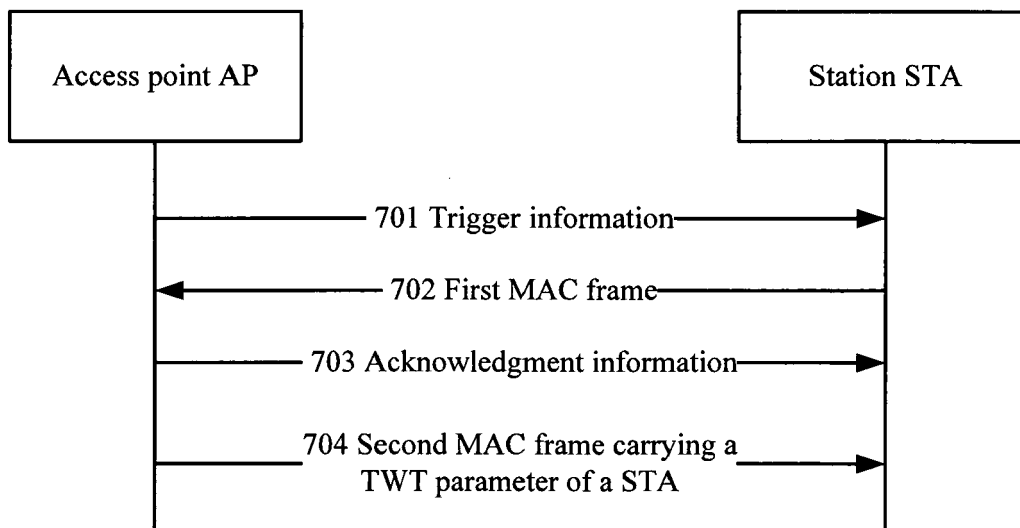 Access point AP
Station STA
701 Trigger information
702 First MAC frame
703 Acknowledgment information
704 Second MAC frame carrying a
TWT parameter of a STA